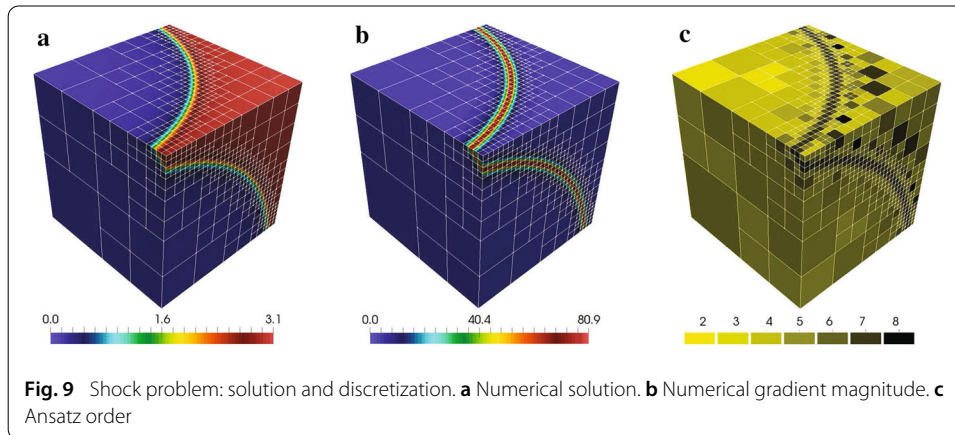 a
b
c
0.0 1.6 3.1
0.0 40.4 80.9
2 3 4 5 6 7 8
Fig. 9 Shock problem: solution and discretization. a Numerical solution. b Numerical gradient magnitude. c
Ansatz order